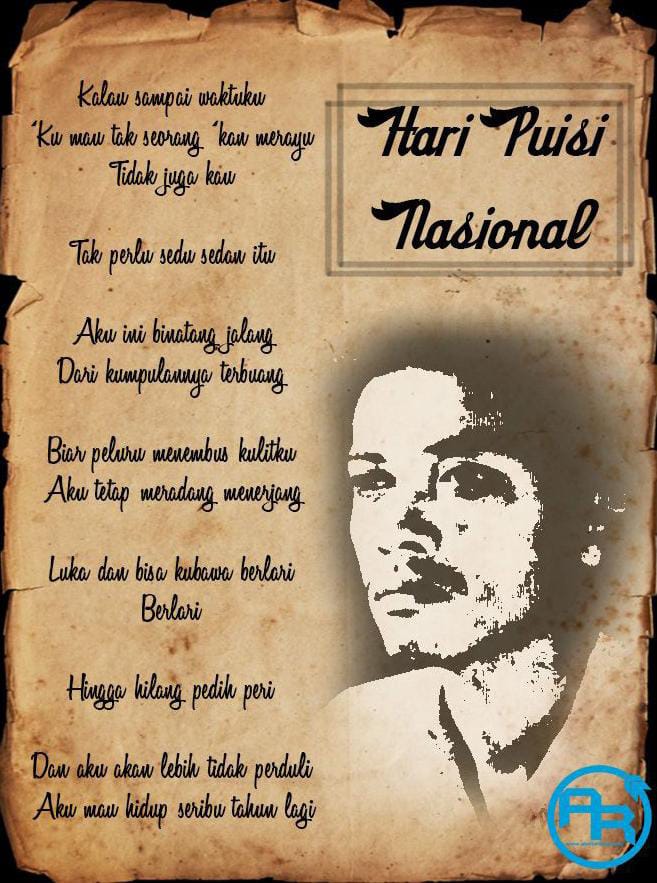 Hari Puisi
Nasional
Kalau sampai waktuku
'Ku mau tak seorang 'kan merayu
Tidak juga kau
Tak perlu sedu sedan itu
Aku ini binatang jalang
Dari kumpulannya terbuang
Biar peluru menembus kulitku
Aku tetap meradang menerjang
Luka dan bisa kubawa berlari
Berlari
Hingga hilang pedih peri
Dan aku akan lebih tidak perduli
Aku mau hidup seribu tahun lagi
AR